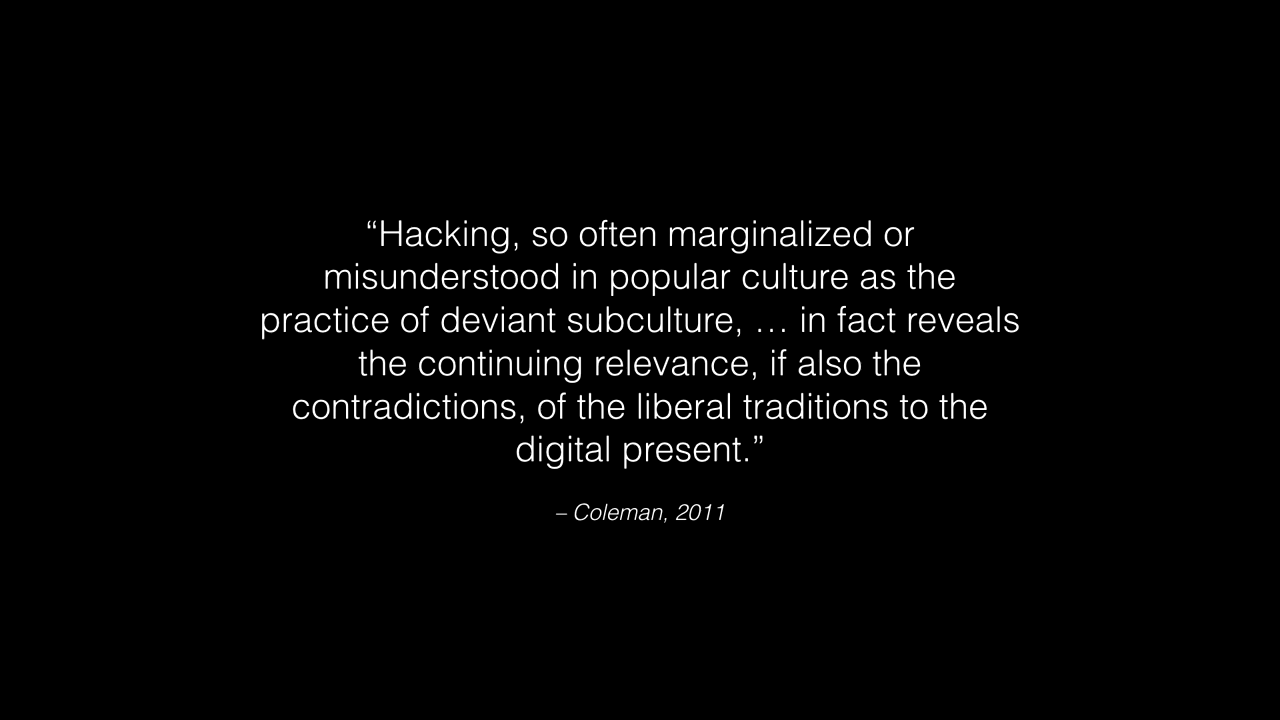 “Hacking, so often marginalized or
misunderstood in popular culture as the
practice of deviant subculture, … in fact reveals
the continuing relevance, if also the
contradictions, of the liberal traditions to the
digital present.”
– Coleman, 2011